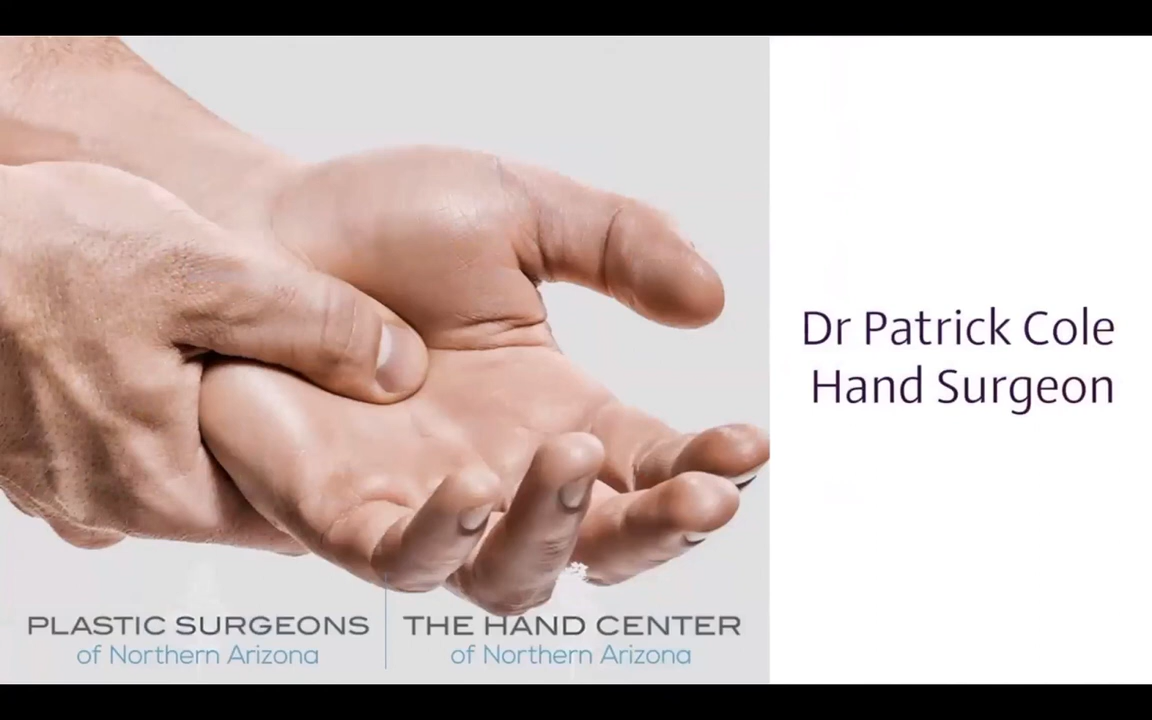 Dr Patrick Cole
Hand Surgeon
PLASTIC SURGEONS
of Northern Arizona
THE HAND CENTER
of Northern Arizona